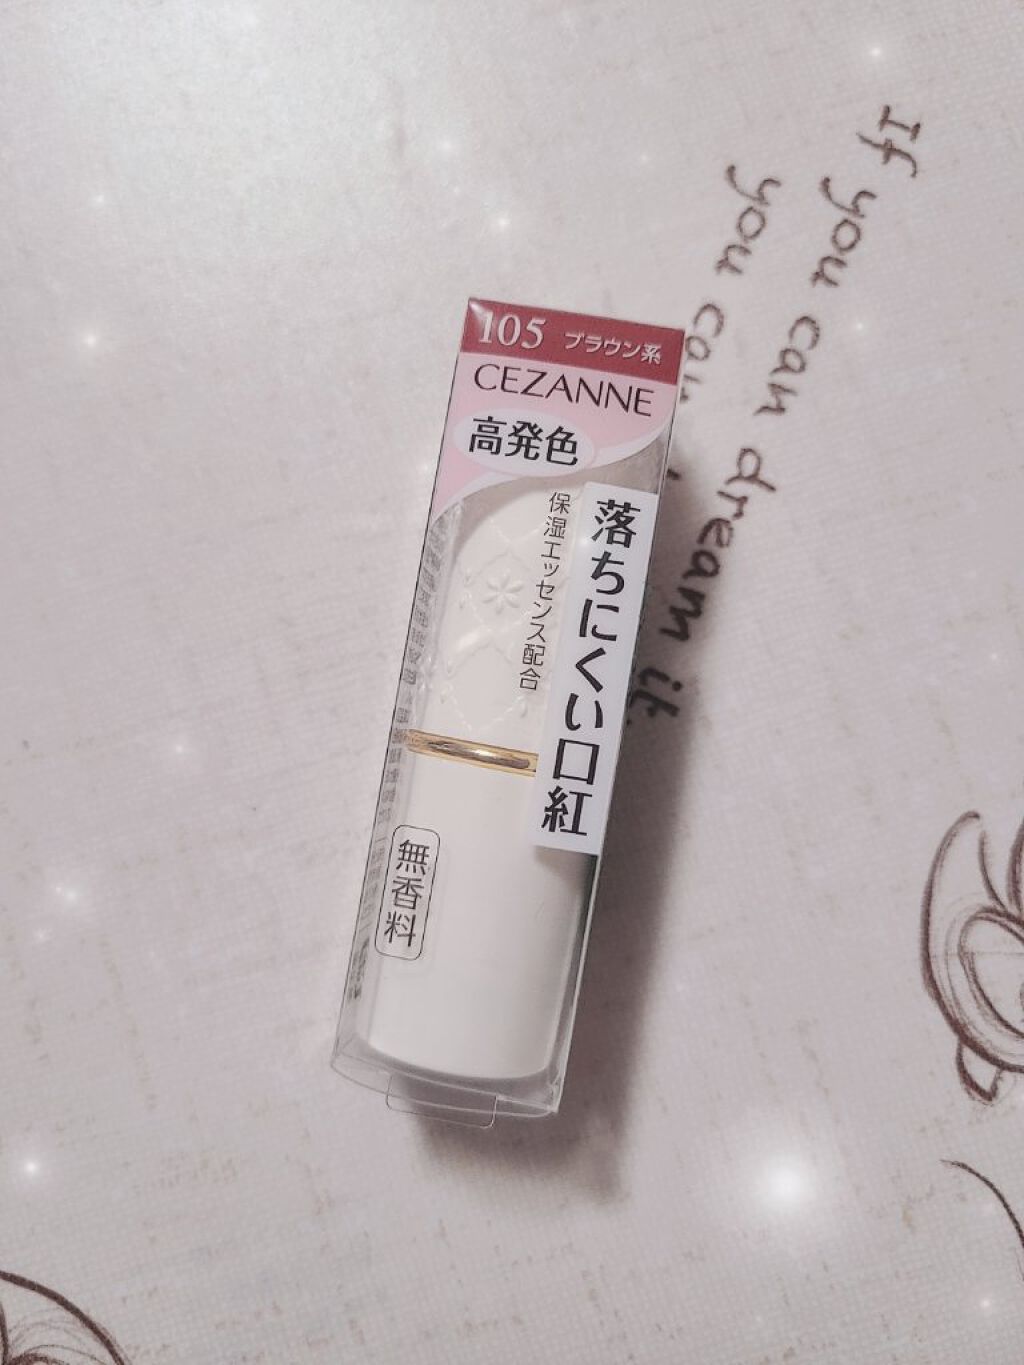 105 ブラウン系
CEZANNE
高発色
落ちにくい口紅
保湿エッセンス配合
無香料
If you can dream it,
you can